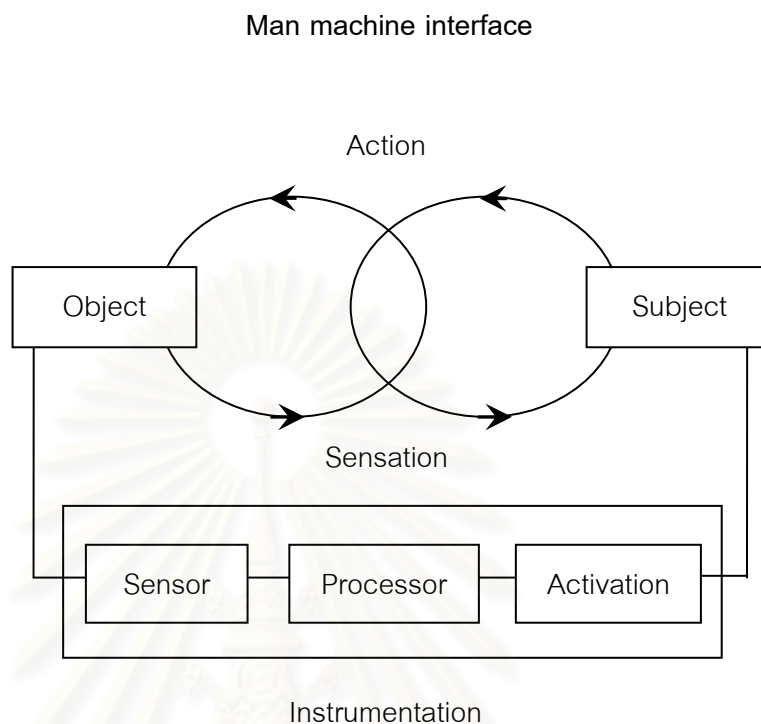 Man machine interface
Action
Object
Subject
Sensation
Sensor
Processor
Activation
Instrumentation